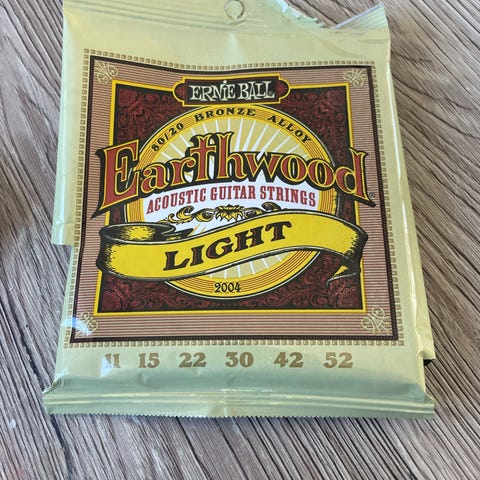 ERNIE BALL
80/20 BRONZE ALLOY
Earthwood
ACOUSTIC GUITAR STRINGS
LIGHT
2004
11 15 22 30 42 52